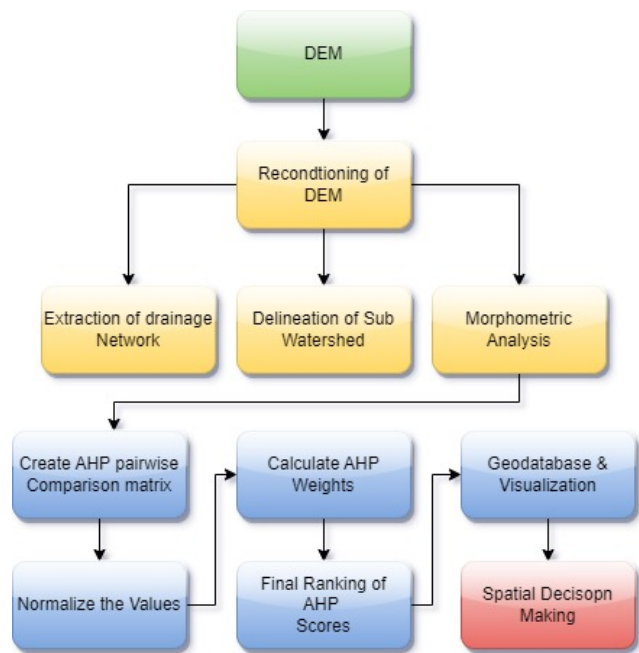 DEM
Recondtioning of
DEM
Extraction of drainage
Network
Delineation of Sub
Watershed
Morphometric
Analysis
Create AHP pairwise
Comparison matrix
Calculate AHP
Weights
Geodatabase &
Visualization
Normalize the Values
Final Ranking of
AHP
Scores
Spatial Decisopn
Making